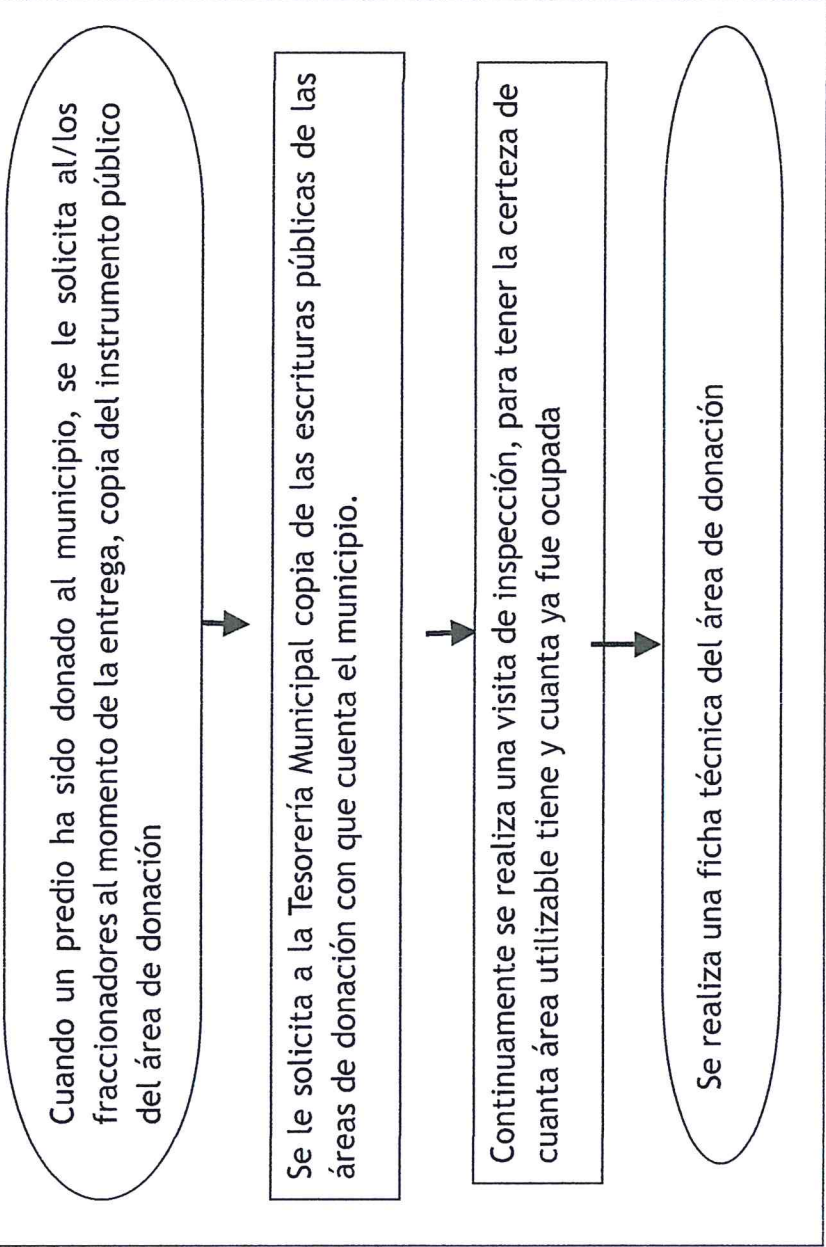 Cuando un predio ha sido donado al municipio, se le solicita al/los
fraccionadores al momento de la entrega, copia del instrumento público
del área de donación
Se le solicita a la Tesorería Municipal copia de las escrituras públicas de las
áreas de donación con que cuenta el municipio.
Continuamente se realiza una visita de inspección, para tener la certeza de
cuanta área utilizable tiene y cuanta ya fue ocupada
Se realiza una ficha técnica del área de donación